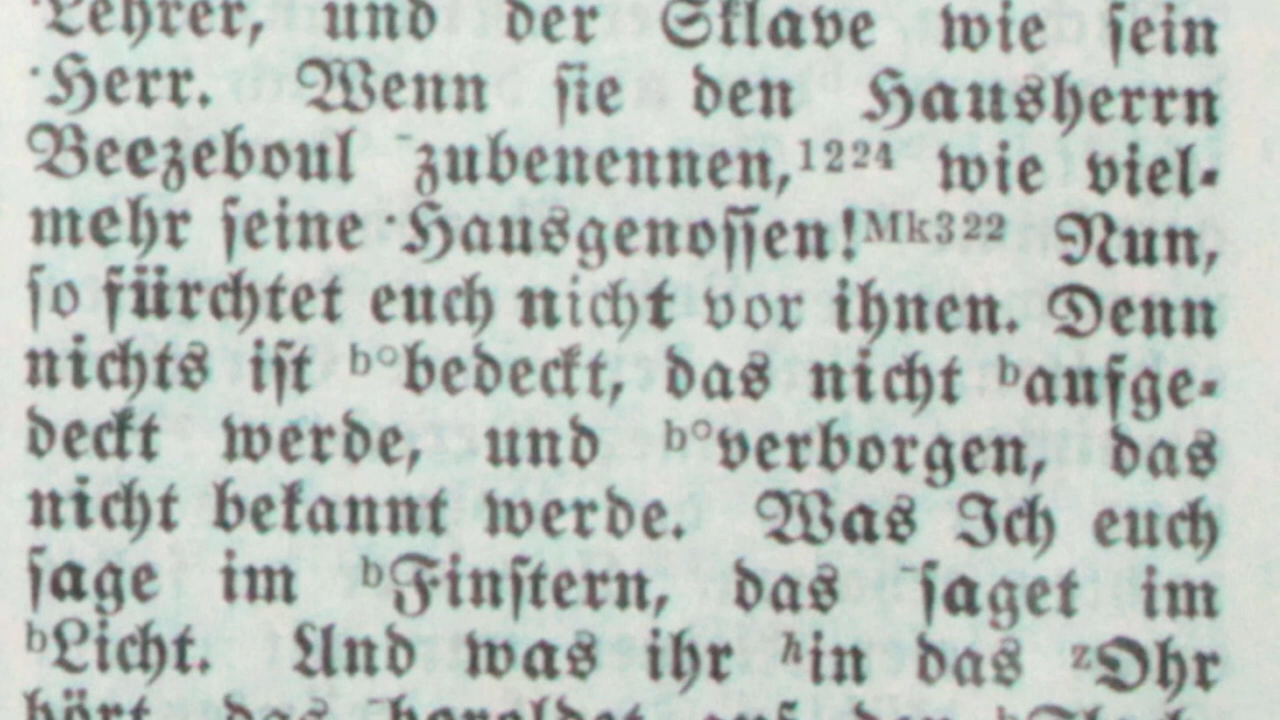 ·Lehrer, und der Sklave wie sein
·Herr. Wenn sie den Hausherrn
Beezeboul ‾zubenennen,¹²²⁴ wie viel-
mehr seine ·Hausgenossen!ᴹᵏ³²² Nun,
so fürchtet euch nicht vor ihnen. Denn
nichts ist ᵇ°bedeckt, das nicht ᵇaufge-
deckt werde, und ᵇ°verborgen, das
nicht bekannt werde. Was Ich euch
sage im ᵇFinstern, das ‾saget im
ᵇLicht. Und was ihr ʰin das ᶻOhr
hört, das ‾heroldet auf den